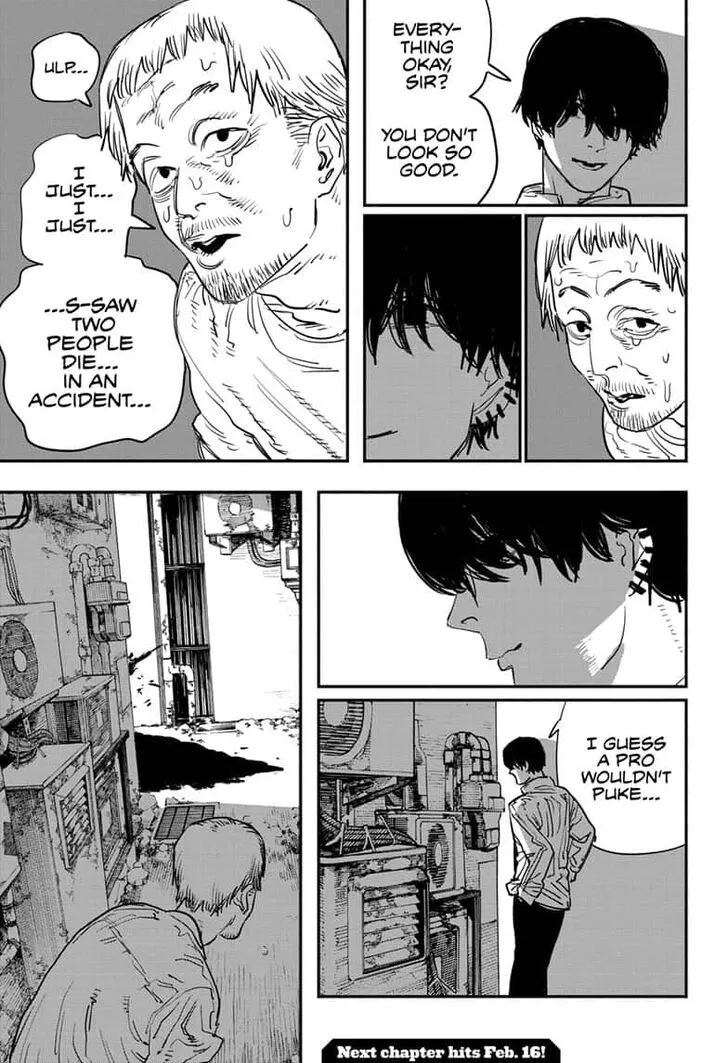 EVERY-
THING
OKAY,
SIR?
YOU DON'T
LOOK SO
GOOD.
ULP...
I
JUST...
I
JUST...
...S-SAW
TWO
PEOPLE
DIE...
IN AN
ACCIDENT...
I GUESS
A PRO
WOULDN'T
PUKE...
Next chapter hits Feb. 16!